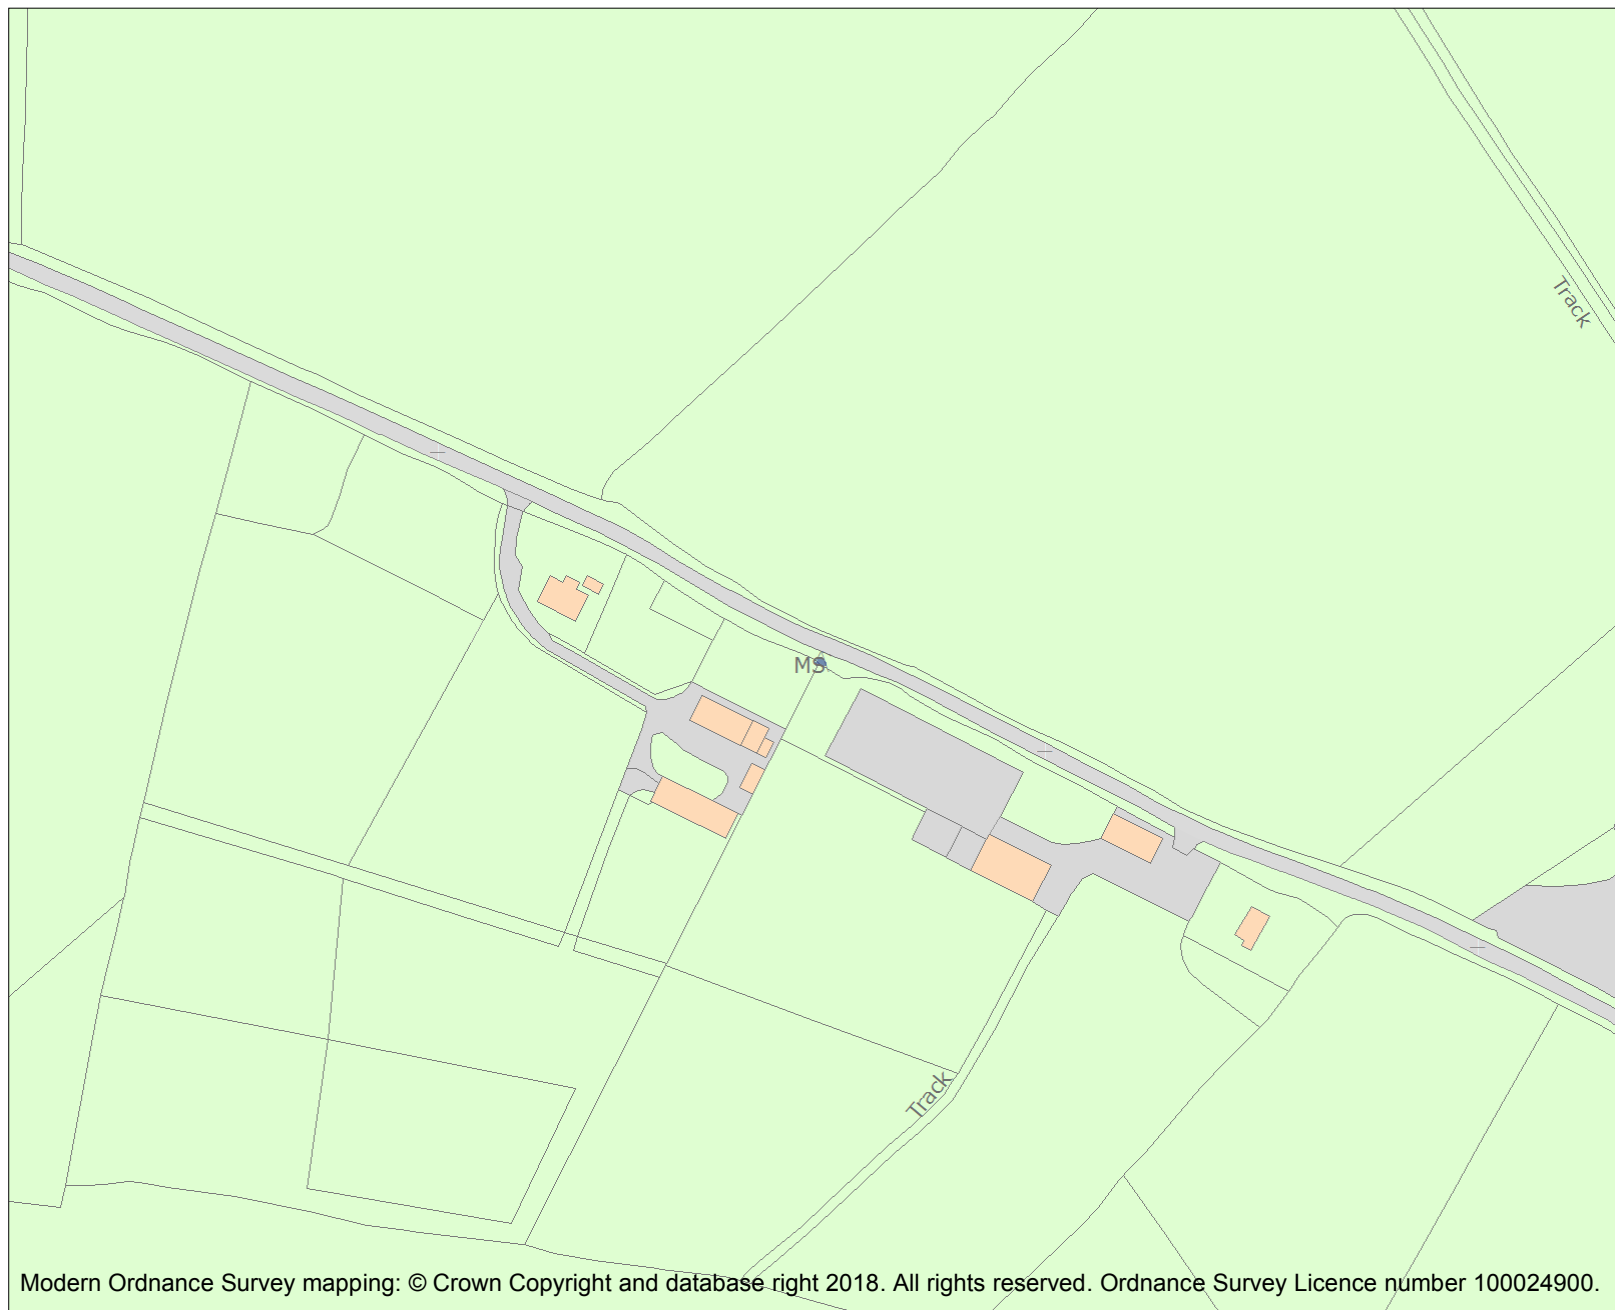 Track
MS
Track
Modern Ordnance Survey mapping: © Crown Copyright and database right 2018. All rights reserved. Ordnance Survey Licence number 100024900.